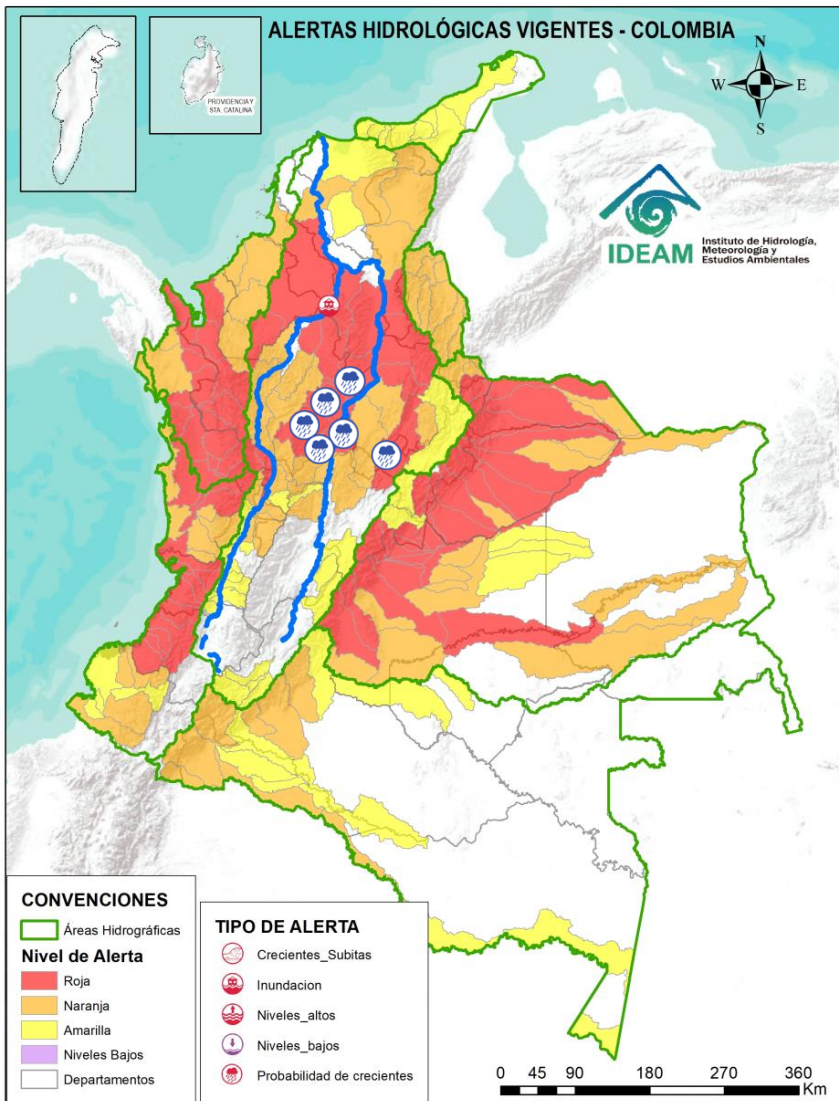 ALERTAS HIDROLÓGICAS VIGENTES - COLOMBIA
PROVIDENCIA Y
STA. CATALINA
N
W
E
S
IDEAM
Instituto de Hidrología,
Meteorología y
Estudios Ambientales
CONVENCIONES
Áreas Hidrográficas
Nivel de Alerta
Roja
Naranja
Amarilla
Niveles Bajos
Departamentos
TIPO DE ALERTA
Crecientes_Subitas
Inundacion
Niveles_altos
Niveles_bajos
Probabilidad de crecientes
0 45 90 180 270 360
Km